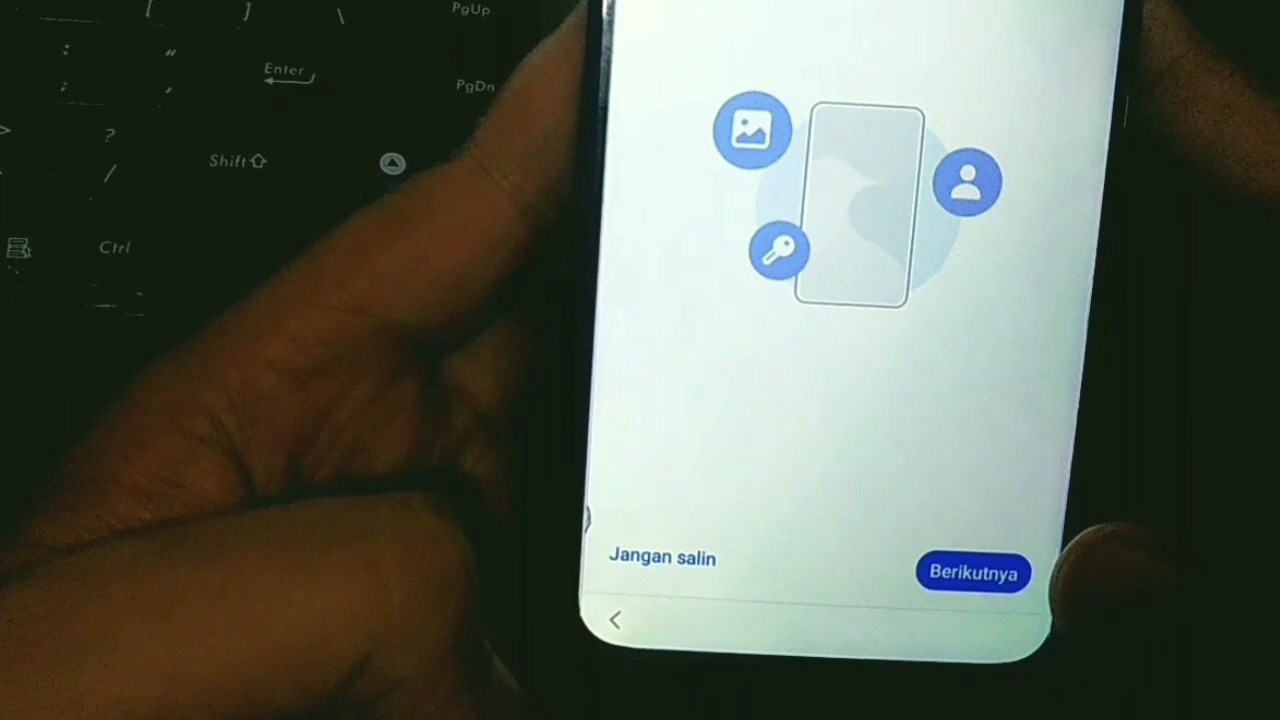 [ ] \ PgUp
: "
; ' Enter
PgDn
> ?
/ Shift
Ctrl
Jangan salin
Berikutnya